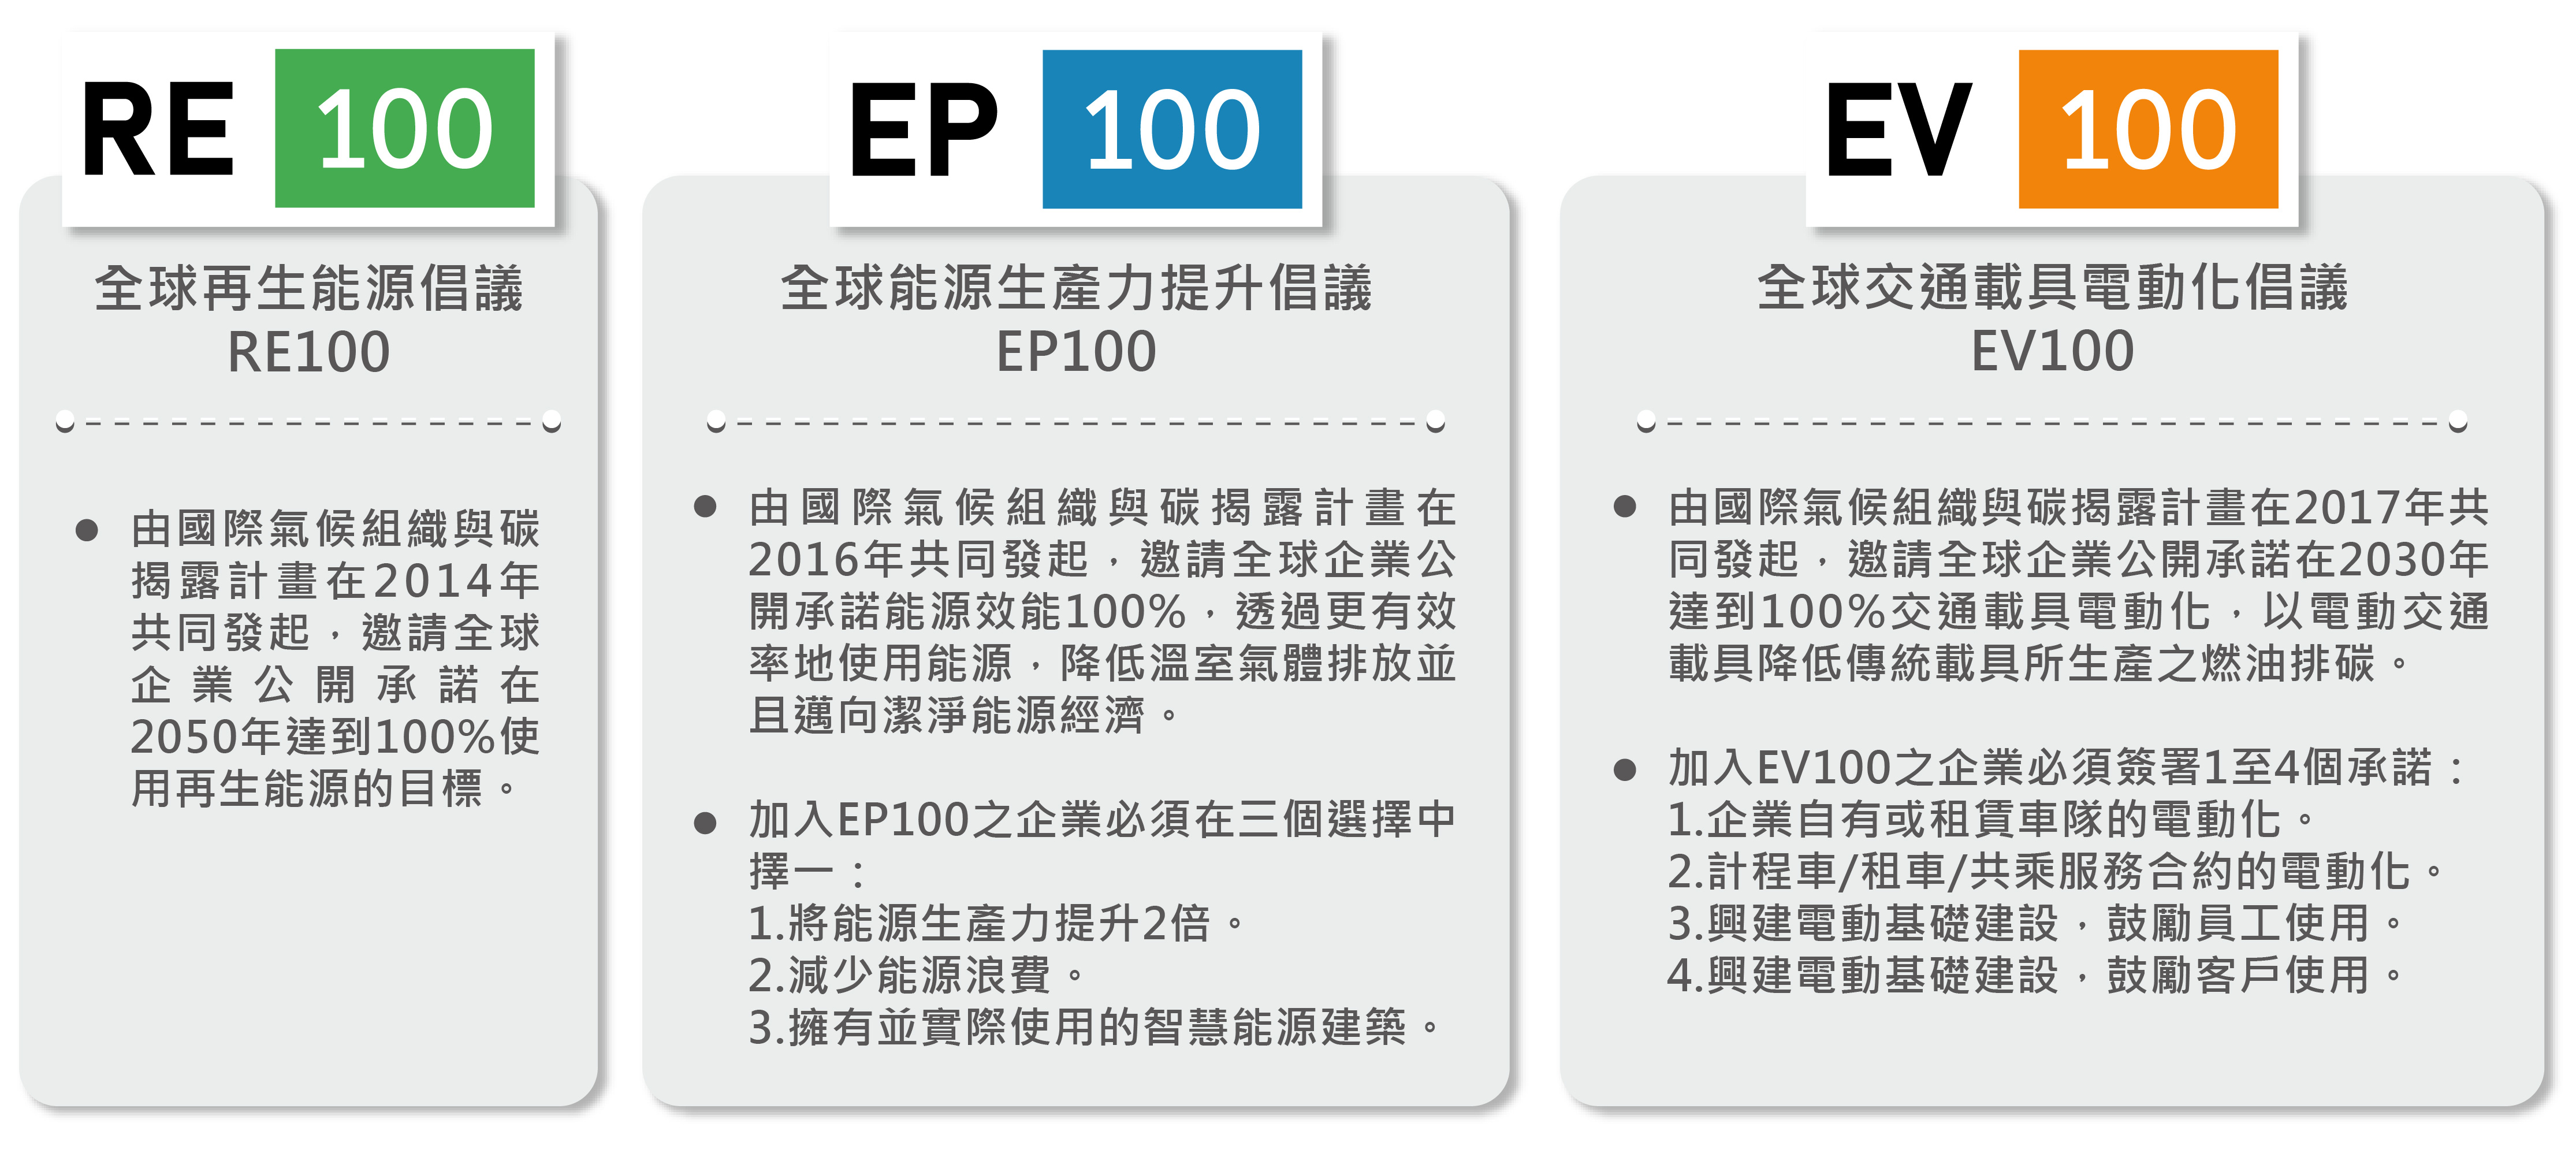 RE 100
全球再生能源倡議
RE100
● 由國際氣候組織與碳
揭露計畫在2014年
共同發起，邀請全球
企業公開承諾在
2050年達到100%使
用再生能源的目標。
EP 100
全球能源生產力提升倡議
EP100
● 由國際氣候組織與碳揭露計畫在
2016年共同發起，邀請全球企業公
開承諾能源效能100%，透過更有效
率地使用能源，降低溫室氣體排放並
且邁向潔淨能源經濟。
● 加入EP100之企業必須在三個選擇中
擇一：
1.將能源生產力提升2倍。
2.減少能源浪費。
3.擁有並實際使用的智慧能源建築。
EV 100
全球交通載具電動化倡議
EV100
● 由國際氣候組織與碳揭露計畫在2017年共
同發起，邀請全球企業公開承諾在2030年
達到100%交通載具電動化，以電動交通
載具降低傳統載具所生產之燃油排碳。
● 加入EV100之企業必須簽署1至4個承諾：
1.企業自有或租賃車隊的電動化。
2.計程車/租車/共乘服務合約的電動化。
3.興建電動基礎建設，鼓勵員工使用。
4.興建電動基礎建設，鼓勵客戶使用。